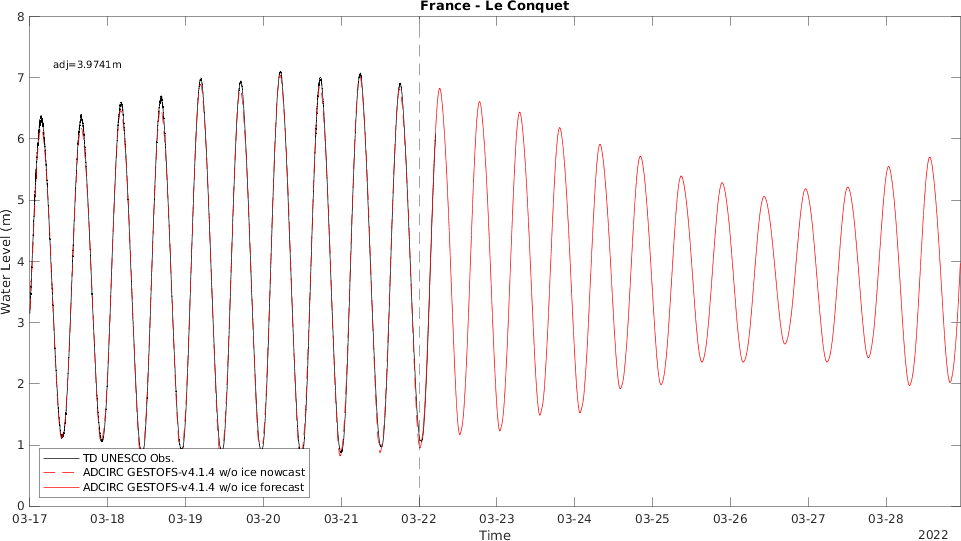 France - Le Conquet
8
7
6
5
4
3
2
1
0
adj=3.9741m
Water Level (m)
TD UNESCO Obs.
ADCIRC GESTOFS-v4.1.4 w/o ice nowcast
ADCIRC GESTOFS-v4.1.4 w/o ice forecast
03-17 03-18 03-19 03-20 03-21 03-22 03-23 03-24 03-25 03-26 03-27 03-28
Time
2022